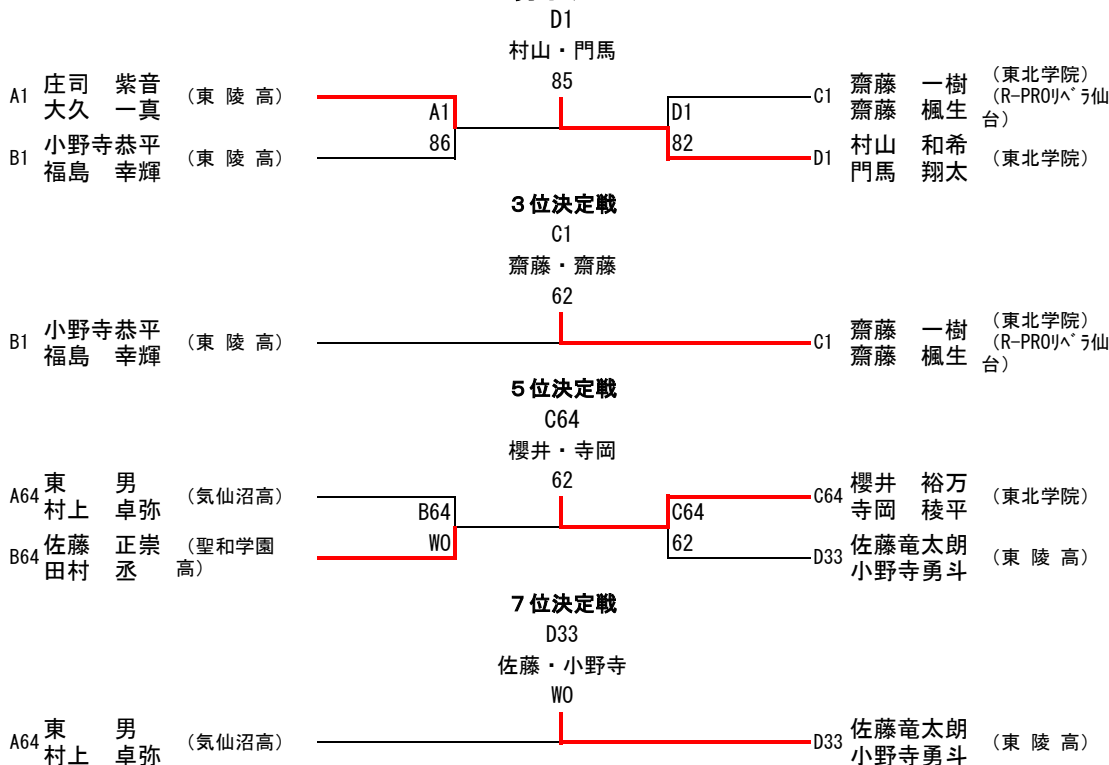 D1
村山・門馬
85
A1 庄司 紫音 (東 陵 高)
大久 一真
A1
86
B1 小野寺恭平 (東 陵 高)
福島 幸輝
C1 齋藤 一樹 (東北学院)
齋藤 楓生 (R-PROリベラ仙台)
D1
82
D1 村山 和希 (東北学院)
門馬 翔太
3位決定戦
C1
齋藤・齋藤
62
B1 小野寺恭平 (東 陵 高)
福島 幸輝
C1 齋藤 一樹 (東北学院)
齋藤 楓生 (R-PROリベラ仙台)
5位決定戦
C64
櫻井・寺岡
62
A64 東 男 (気仙沼高)
村上 卓弥
B64
WO
B64 佐藤 正崇 (聖和学園高)
田村 丞
C64 櫻井 裕万 (東北学院)
寺岡 稜平
C64
62
D33 佐藤竜太朗 (東 陵 高)
小野寺勇斗
7位決定戦
D33
佐藤・小野寺
WO
A64 東 男 (気仙沼高)
村上 卓弥
D33 佐藤竜太朗 (東 陵 高)
小野寺勇斗